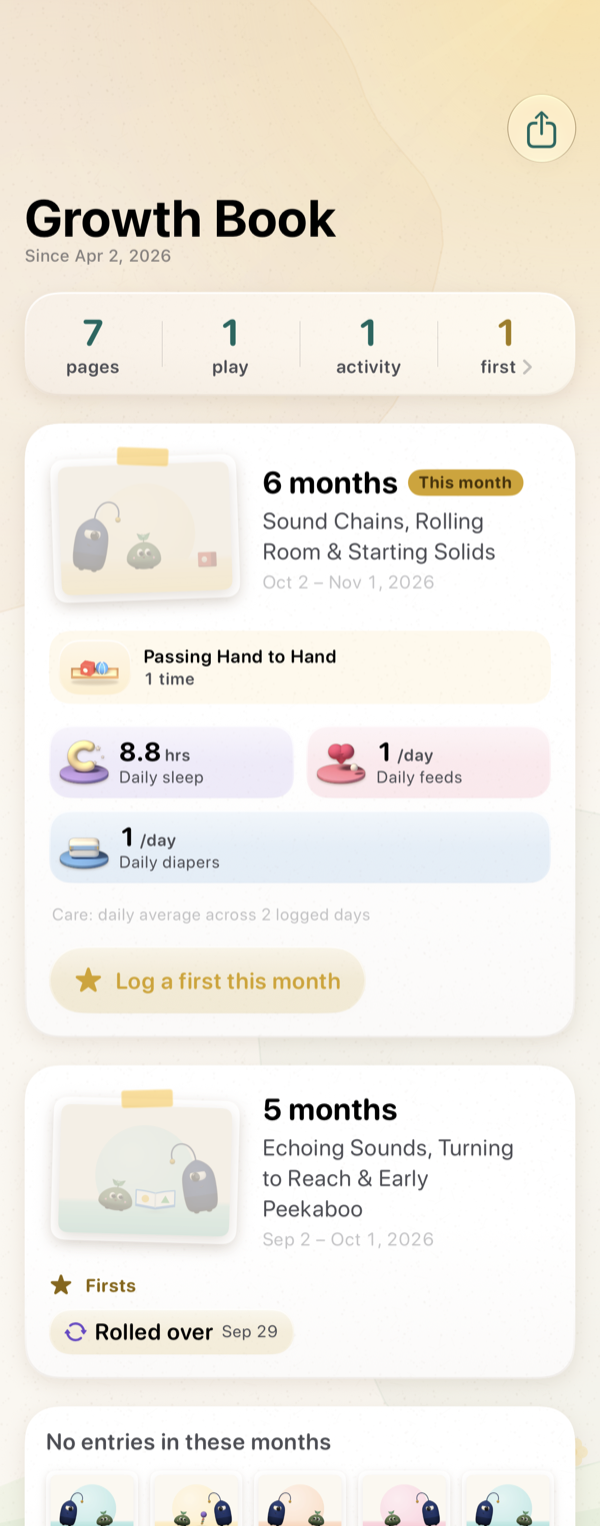 Growth Book
Since Apr 2, 2026
7
pages
1
play
1
activity
1
first
6 months
This month
Sound Chains, Rolling
Room & Starting Solids
Oct 2 – Nov 1, 2026
Passing Hand to Hand
1 time
8.8 hrs
Daily sleep
1 /day
Daily feeds
1 /day
Daily diapers
Care: daily average across 2 logged days
Log a first this month
5 months
Echoing Sounds, Turning
to Reach & Early
Peekaboo
Sep 2 – Oct 1, 2026
Firsts
Rolled over Sep 29
No entries in these months